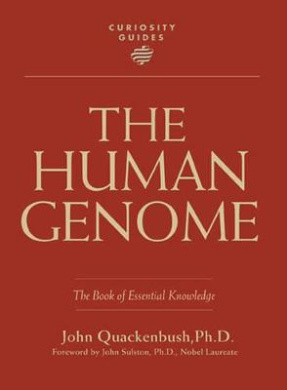 CURIOSITY
GUIDES
THE
HUMAN
GENOME
The Book of Essential Knowledge
John Quackenbush, Ph.D.
Foreword by John Sulston, Ph.D., Nobel Laureate